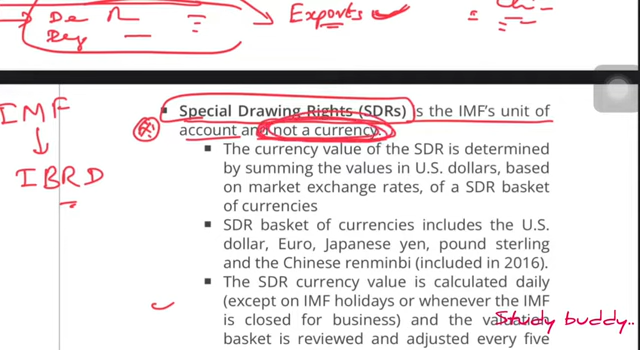 De
Reg
Exports
IMF
↓
IBRD
▪ Special Drawing Rights (SDRs) is the IMF's unit of
account and not a currency.
▪ The currency value of the SDR is determined
by summing the values in U.S. dollars, based
on market exchange rates, of a SDR basket
of currencies
▪ SDR basket of currencies includes the U.S.
dollar, Euro, Japanese yen, pound sterling
and the Chinese renminbi (included in 2016).
▪ The SDR currency value is calculated daily
(except on IMF holidays or whenever the IMF
is closed for business) and the valuation
basket is reviewed and adjusted every five
Study buddy..